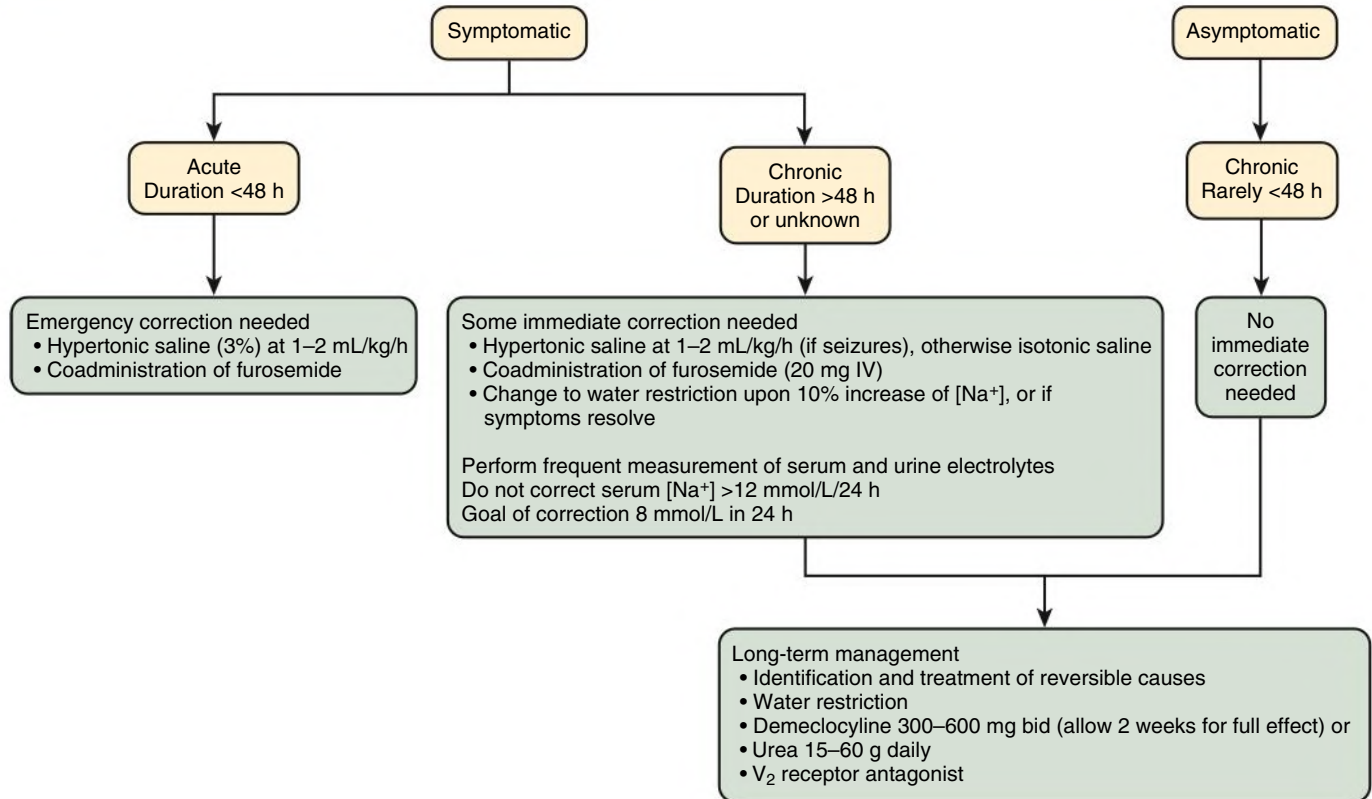 Symptomatic
Asymptomatic
Acute
Duration <48 h
Chronic
Duration >48 h
or unknown
Chronic
Rarely <48 h
Emergency correction needed
• Hypertonic saline (3%) at 1–2 mL/kg/h
• Coadministration of furosemide
Some immediate correction needed
• Hypertonic saline at 1–2 mL/kg/h (if seizures), otherwise isotonic saline
• Coadministration of furosemide (20 mg IV)
• Change to water restriction upon 10% increase of [Na⁺], or if
symptoms resolve
Perform frequent measurement of serum and urine electrolytes
Do not correct serum [Na⁺] >12 mmol/L/24 h
Goal of correction 8 mmol/L in 24 h
No
immediate
correction
needed
Long-term management
• Identification and treatment of reversible causes
• Water restriction
• Demeclocyline 300–600 mg bid (allow 2 weeks for full effect) or
• Urea 15–60 g daily
• V₂ receptor antagonist